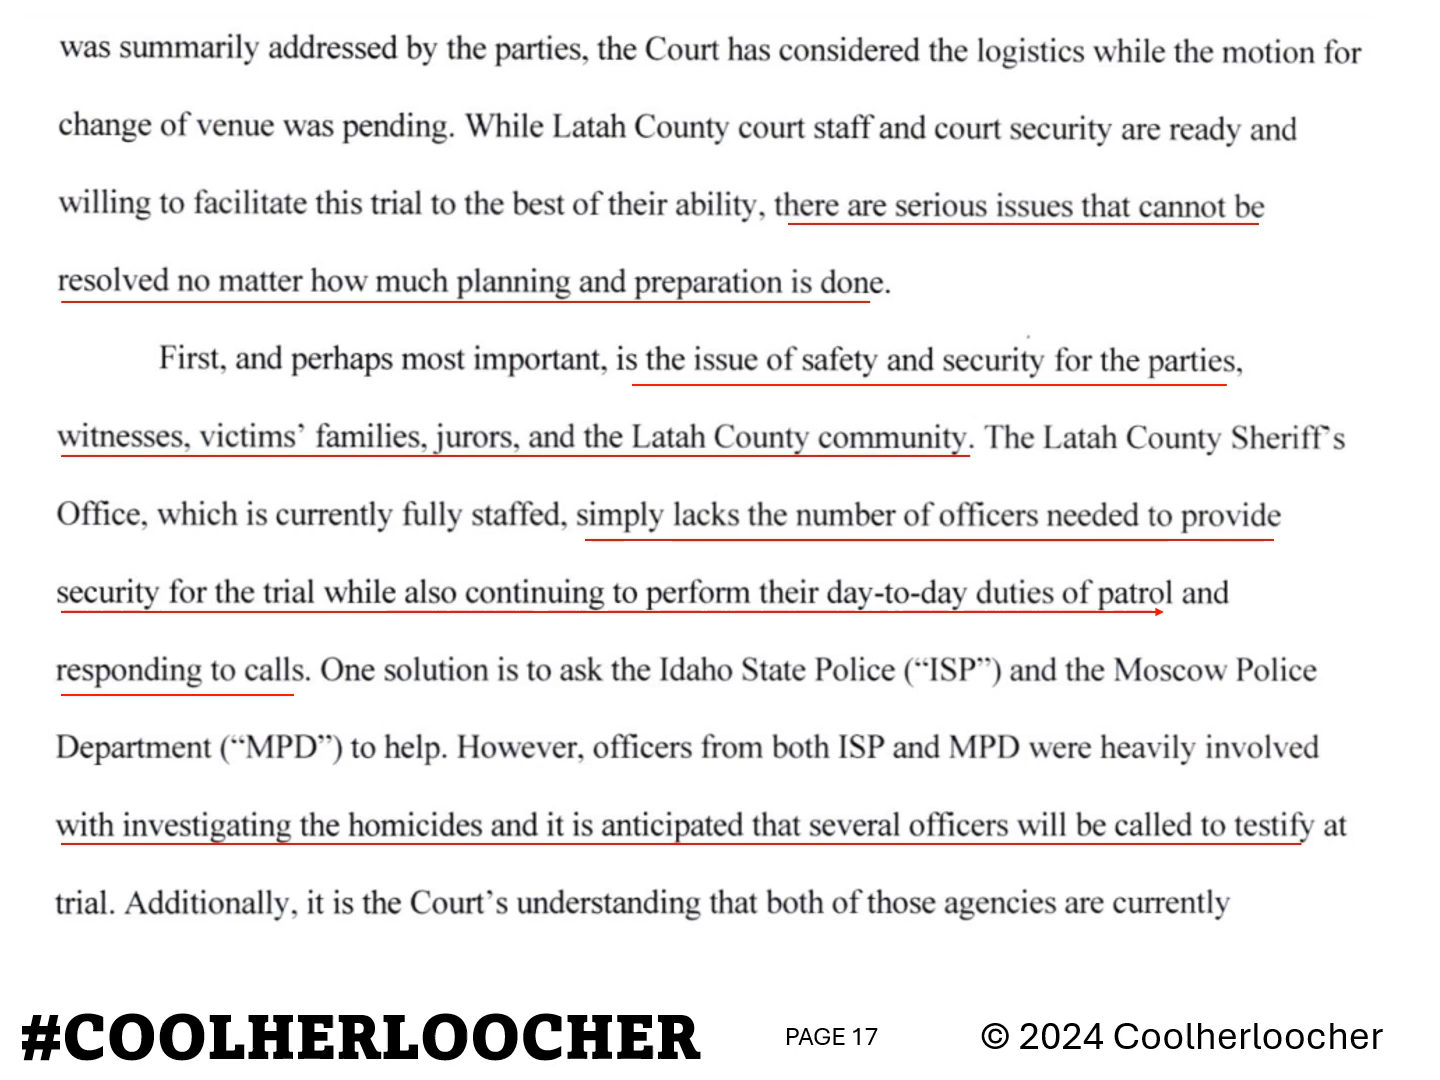 was summarily addressed by the parties, the Court has considered the logistics while the motion for
change of venue was pending. While Latah County court staff and court security are ready and
willing to facilitate this trial to the best of their ability, there are serious issues that cannot be
resolved no matter how much planning and preparation is done.
First, and perhaps most important, is the issue of safety and security for the parties,
witnesses, victims’ families, jurors, and the Latah County community. The Latah County Sheriff’s
Office, which is currently fully staffed, simply lacks the number of officers needed to provide
security for the trial while also continuing to perform their day-to-day duties of patrol and
responding to calls. One solution is to ask the Idaho State Police (“ISP”) and the Moscow Police
Department (“MPD”) to help. However, officers from both ISP and MPD were heavily involved
with investigating the homicides and it is anticipated that several officers will be called to testify at
trial. Additionally, it is the Court’s understanding that both of those agencies are currently
#COOLHERLOOCHER PAGE 17 © 2024 Coolherloocher